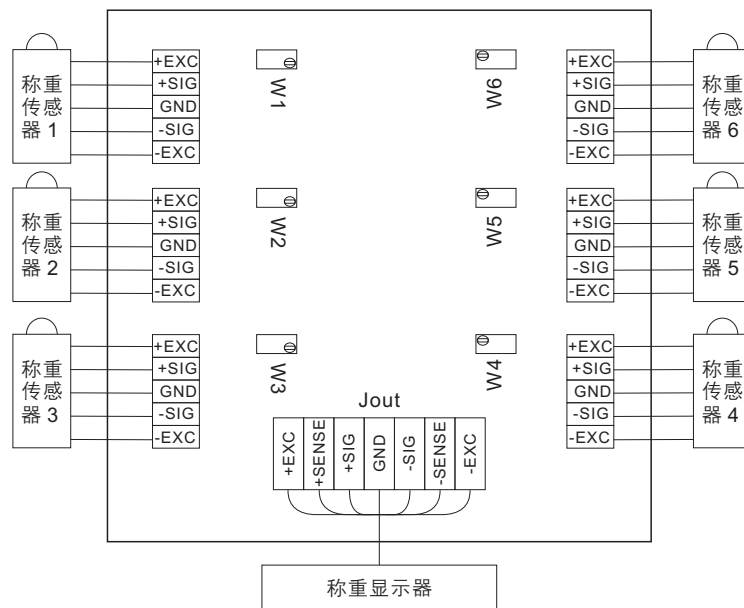 称重
传感
器 1
+EXC
+SIG
GND
-SIG
-EXC
W1
W6
+EXC
+SIG
GND
-SIG
-EXC
称重
传感
器 6
称重
传感
器 2
+EXC
+SIG
GND
-SIG
-EXC
W2
W5
+EXC
+SIG
GND
-SIG
-EXC
称重
传感
器 5
称重
传感
器 3
+EXC
+SIG
GND
-SIG
-EXC
W3
W4
+EXC
+SIG
GND
-SIG
-EXC
称重
传感
器 4
Jout
+EXC
+SENSE
+SIG
GND
-SIG
-SENSE
-EXC
称重显示器